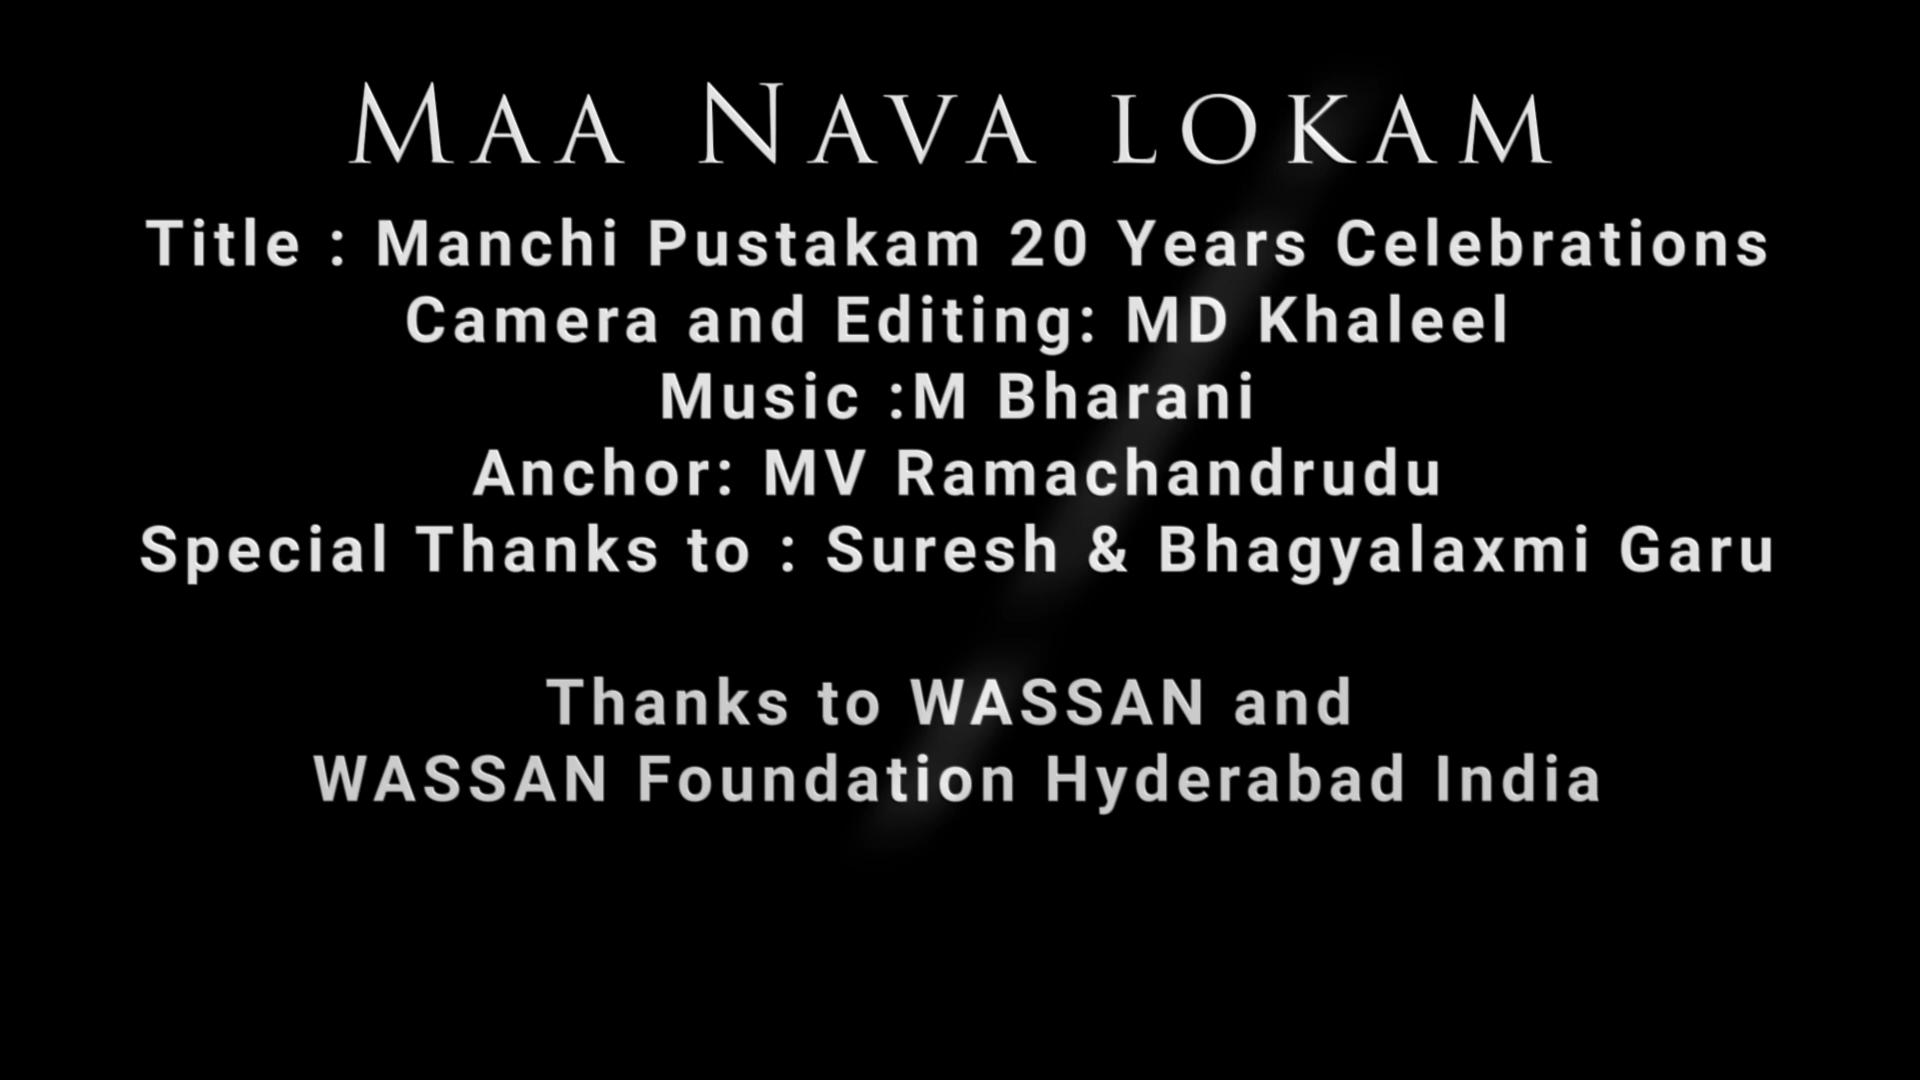 Maa Nava lokam
Title : Manchi Pustakam 20 Years Celebrations
Camera and Editing: MD Khaleel
Music :M Bharani
Anchor: MV Ramachandrudu
Special Thanks to : Suresh & Bhagyalaxmi Garu
Thanks to WASSAN and
WASSAN Foundation Hyderabad India